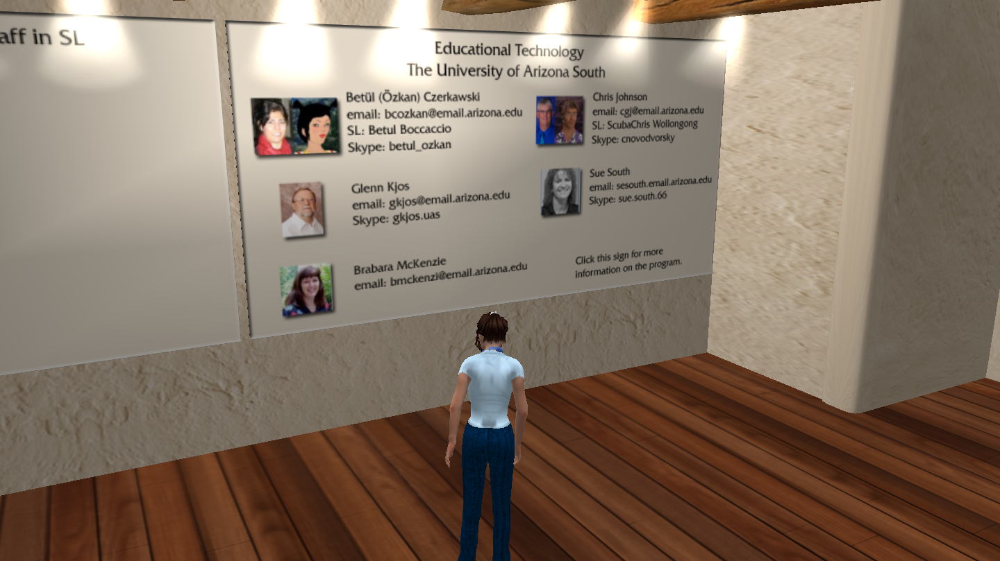 aff in SL
Educational Technology
The University of Arizona South
Betül (Özkan) Czerkawski
email: bcozkan@email.arizona.edu
SL: Betul Boccaccio
Skype: betul_ozkan
Glenn Kjos
email: gkjos@email.arizona.edu
Skype: gkjos.uas
Brabara McKenzie
email: bmckenzi@email.arizona.edu
Chris Johnson
email: cgj@email.arizona.edu
SL: ScubaChris Wollongong
Skype: cnovodvorsky
Sue South
email: sesouth.email.arizona.edu
Skype: sue.south.66
Click this sign for more
information on the program.